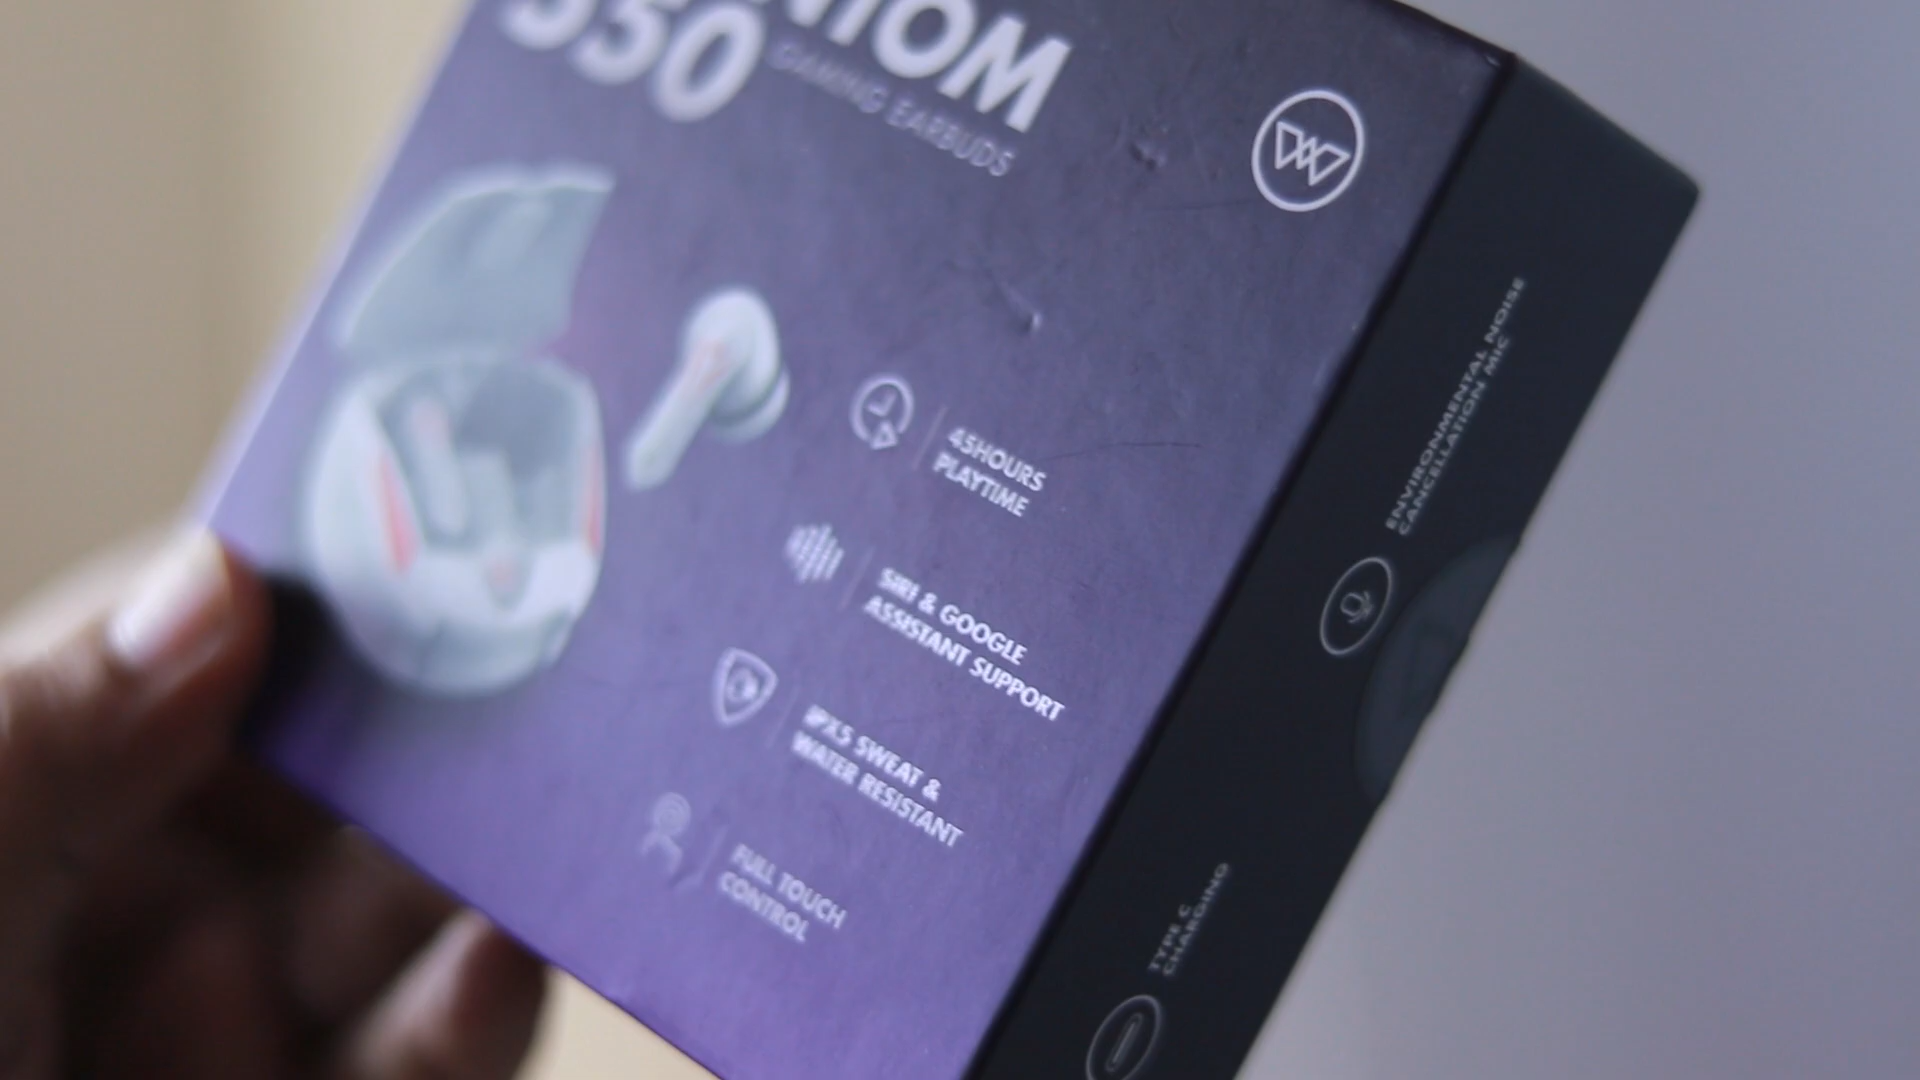 550
GAMING EARBUDS
45HOURS
PLAYTIME
SIRI & GOOGLE
ASSISTANT SUPPORT
IPX5 SWEAT &
WATER RESISTANT
FULL TOUCH
CONTROL
ENVIRONMENTAL NOISE
CANCELLATION MIC
TYPE C
CHARGING